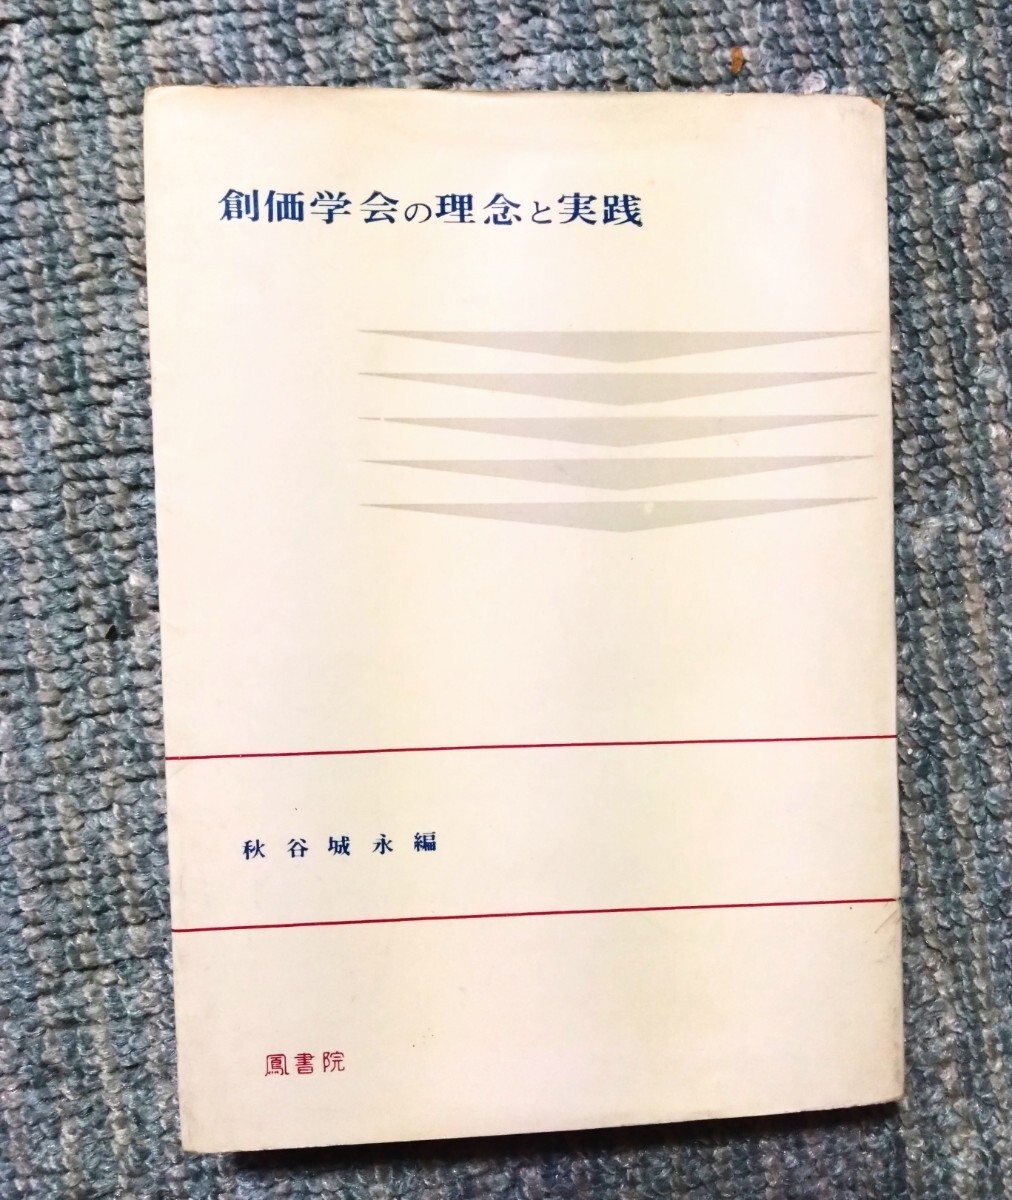 創価学会の理念と実践
秋谷城永編
鳳書院